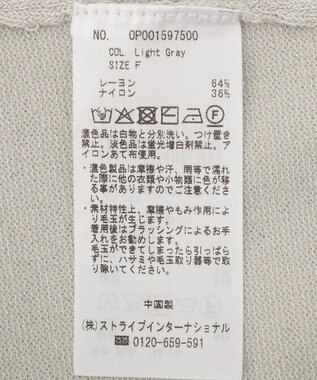 NO. OP001597500
COL Light Gray
SIZE F
レーヨン 64%
ナイロン 36%
濃色品は白物と分別洗い。つけ置き
禁止。淡色品は蛍光増白剤禁止。ア
イロンあて布使用。
・濃色製品は摩擦や汗、雨等で濡れ
た際に他の衣類や小物類に色が移
る事がありますのでご注意くださ
い。
・素材特性上、摩擦やもみ作用によ
り毛玉が生じます。
着用後はブラッシングによるお手
入れをお勧めします。
毛玉ができてしまったら引っぱら
ずに、ハサミや毛玉取り器等で取
り除いてください。
中国製
(株)ストライプインターナショナル
0120-659-591